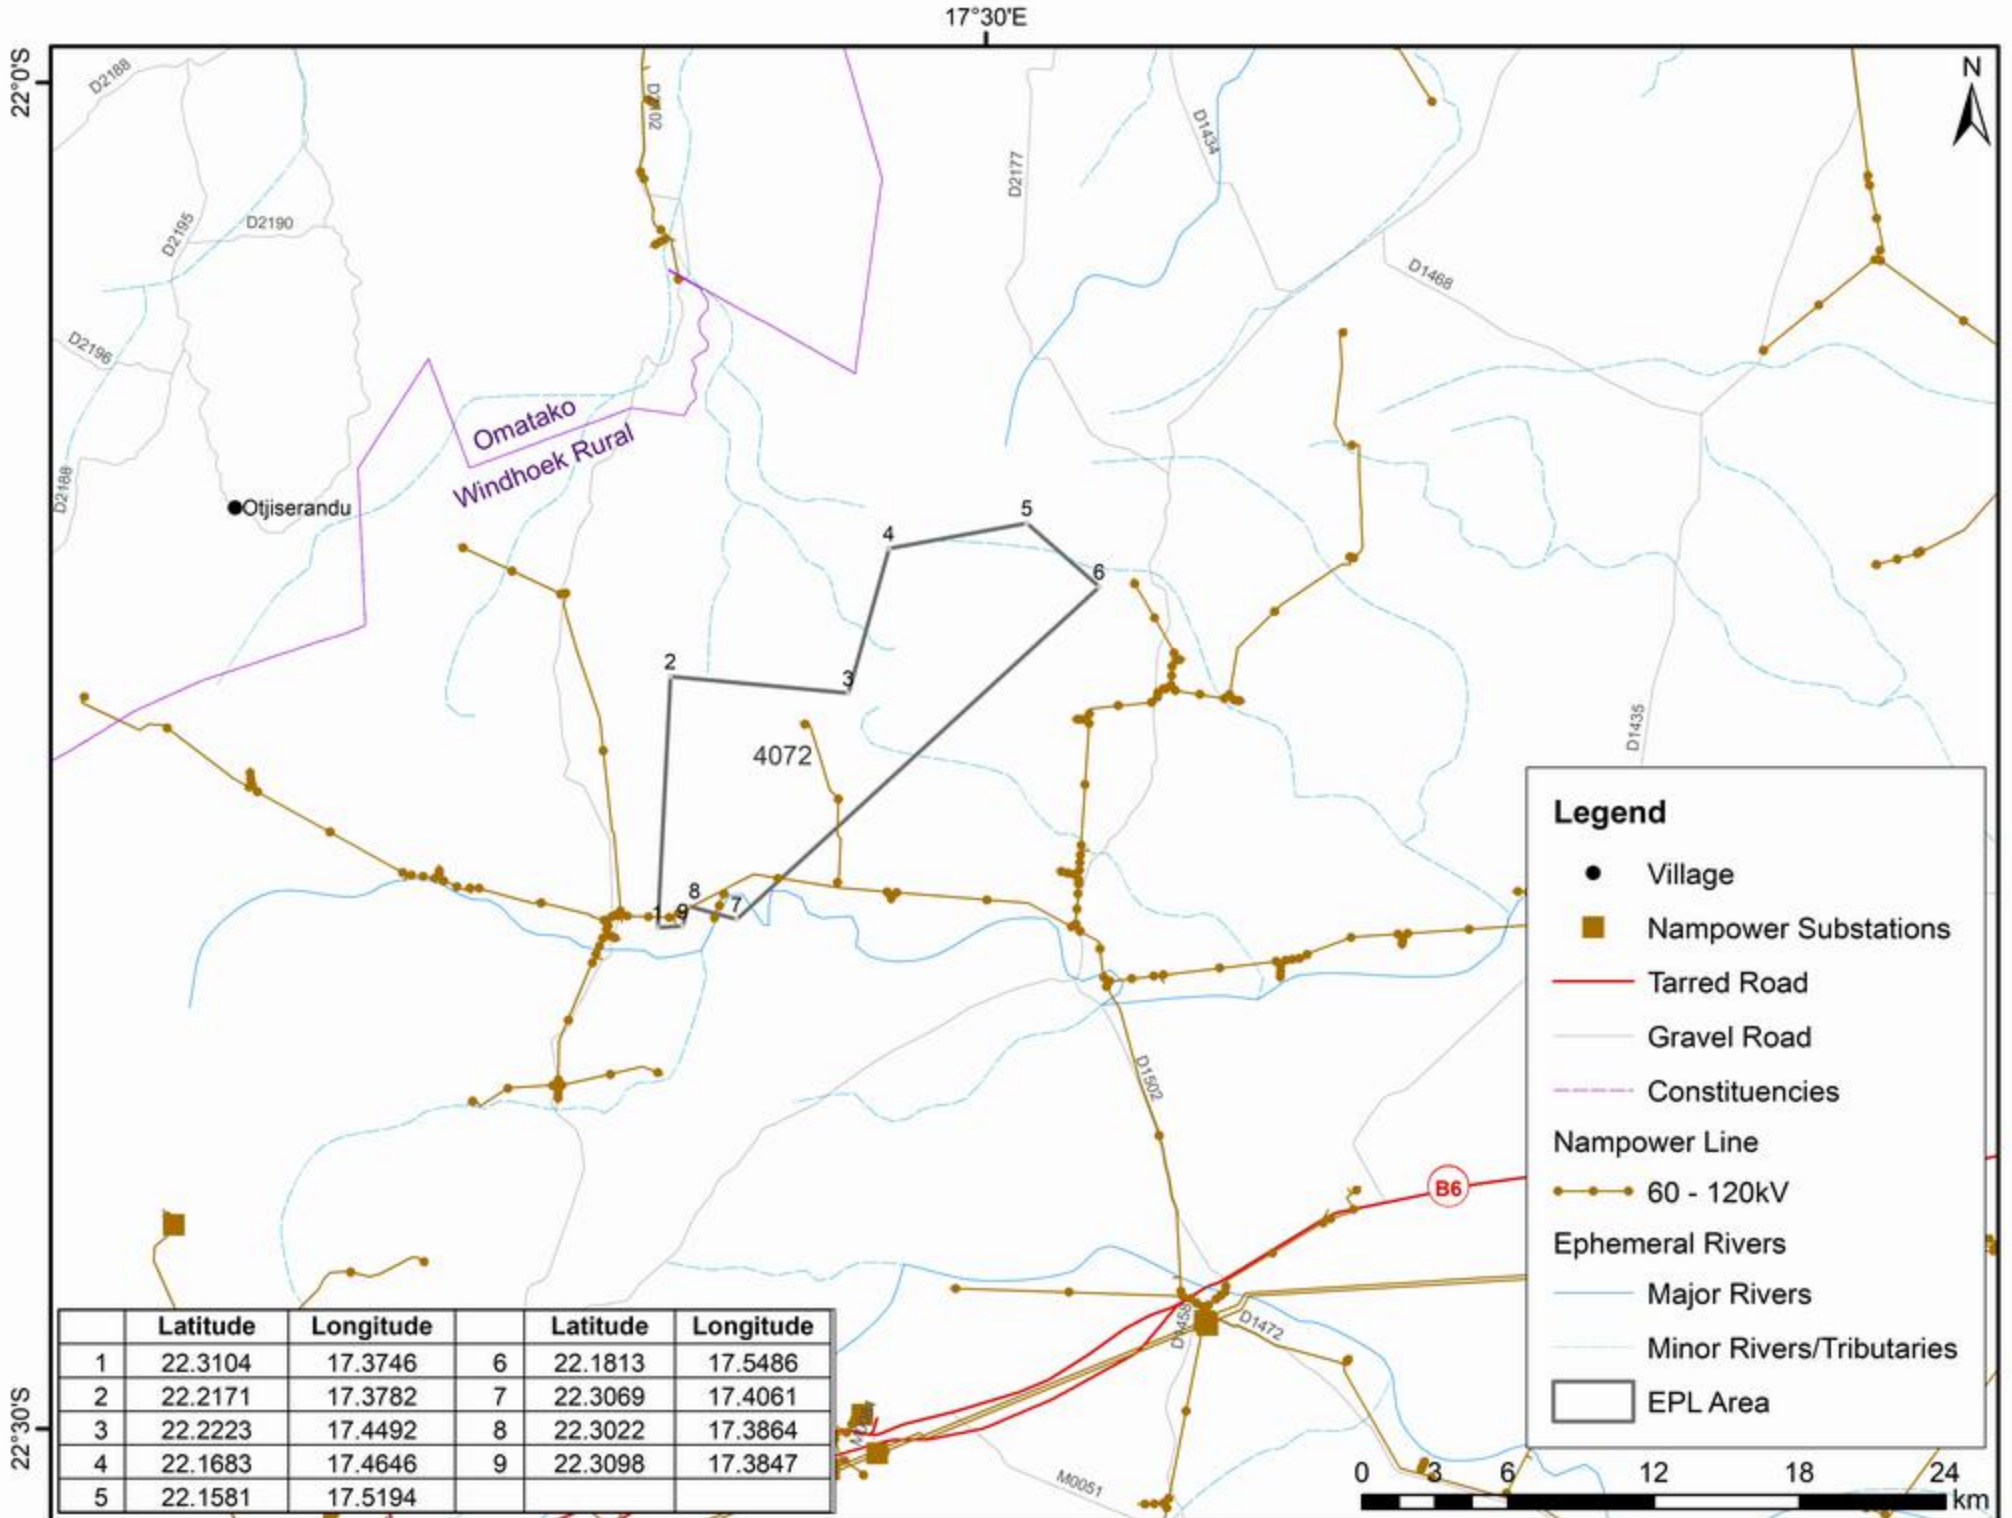 17°30'E
22°0'S
N
D2188
D2102
D2177
D1434
D2195
D2190
D1468
D2196
Omatako
Windhoek Rural
D2188
Otjiserandu
5
4
6
2
3
4072
D1435
8
7
1
9
D1502
B6
D1458
D1472
M0051
22°30'S
Legend
Village
Nampower Substations
Tarred Road
Gravel Road
Constituencies
Nampower Line
60 - 120kV
Ephemeral Rivers
Major Rivers
Minor Rivers/Tributaries
EPL Area
Latitude Longitude Latitude Longitude
1 22.3104 17.3746 6 22.1813 17.5486
2 22.2171 17.3782 7 22.3069 17.4061
3 22.2223 17.4492 8 22.3022 17.3864
4 22.1683 17.4646 9 22.3098 17.3847
5 22.1581 17.5194
0 3 6 12 18 24
km